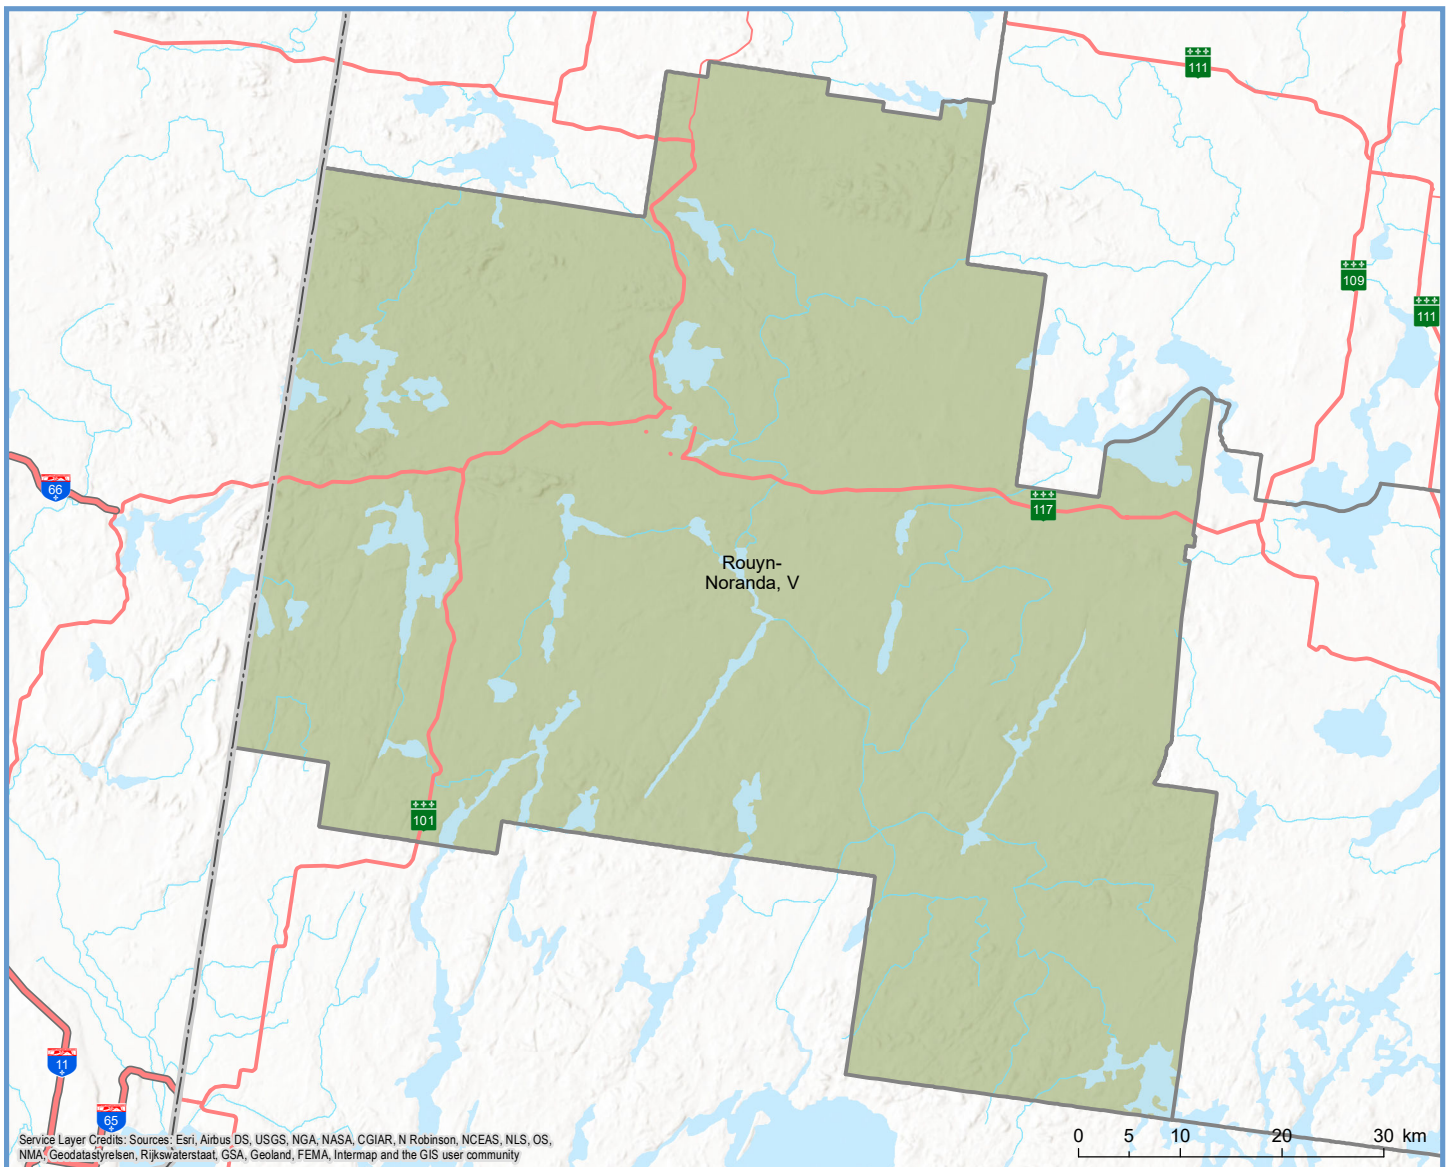 111
109
111
66
117
Rouyn-
Noranda, V
101
11
65
Service Layer Credits: Sources: Esri, Airbus DS, USGS, NGA, NASA, CGIAR, N Robinson, NCEAS, NLS, OS,
NMA, Geodatastyrelsen, Rijkswaterstaat, GSA, Geoland, FEMA, Intermap and the GIS user community
0 5 10 20 30 km